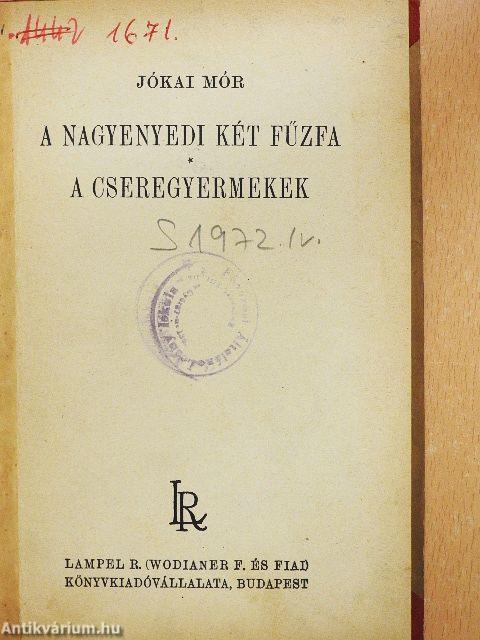 1671.
JÓKAI MÓR
A NAGYENYEDI KÉT FŰZFA
*
A CSEREGYERMEKEK
S 1972. IV.
LR
LAMPEL R. (WODIANER F. ÉS FIAI)
KÖNYVKIADÓVÁLLALATA, BUDAPEST
Antikvárium.hu